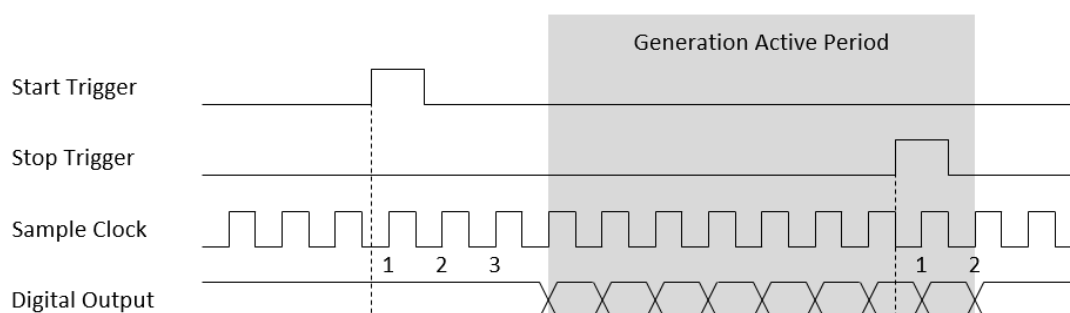 Generation Active Period
Start Trigger
Stop Trigger
Sample Clock
1 2 3 1 2
Digital Output